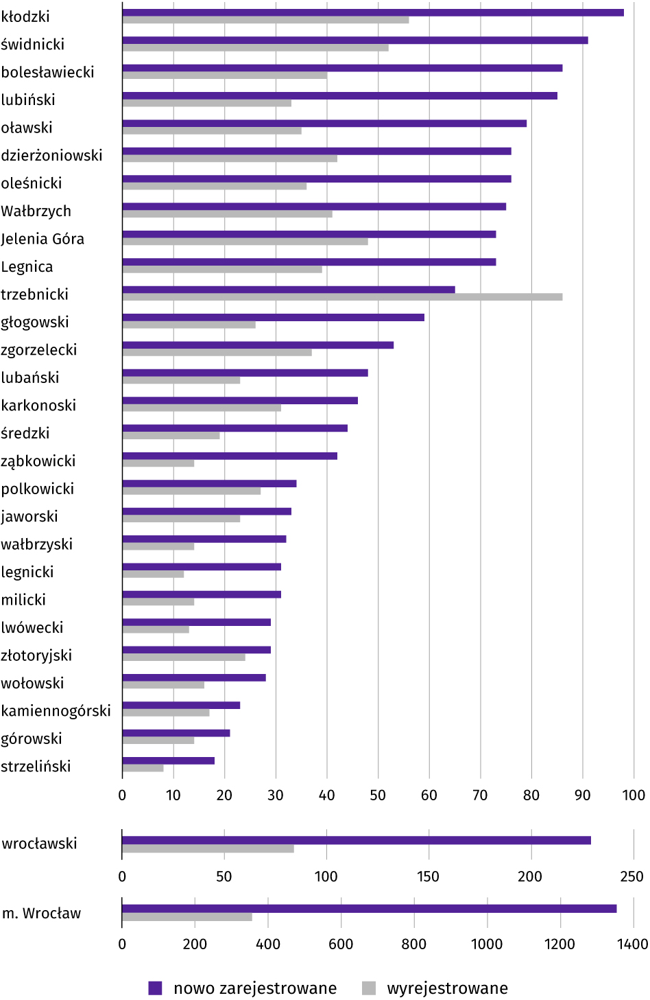 kłodzki
świdnicki
bolesławiecki
lubiński
oławski
dzierżoniowski
oleśnicki
Wałbrzych
Jelenia Góra
Legnica
trzebnicki
głogowski
zgorzelecki
lubański
karkonoski
średzki
ząbkowicki
polkowicki
jaworski
wałbrzyski
legnicki
milicki
lwówecki
złotoryjski
wołowski
kamiennogórski
górowski
strzeliński
0 10 20 30 40 50 60 70 80 90 100
wrocławski
0 50 100 150 200 250
m. Wrocław
0 200 400 600 800 1000 1200 1400
nowo zarejestrowane wyrejestrowane